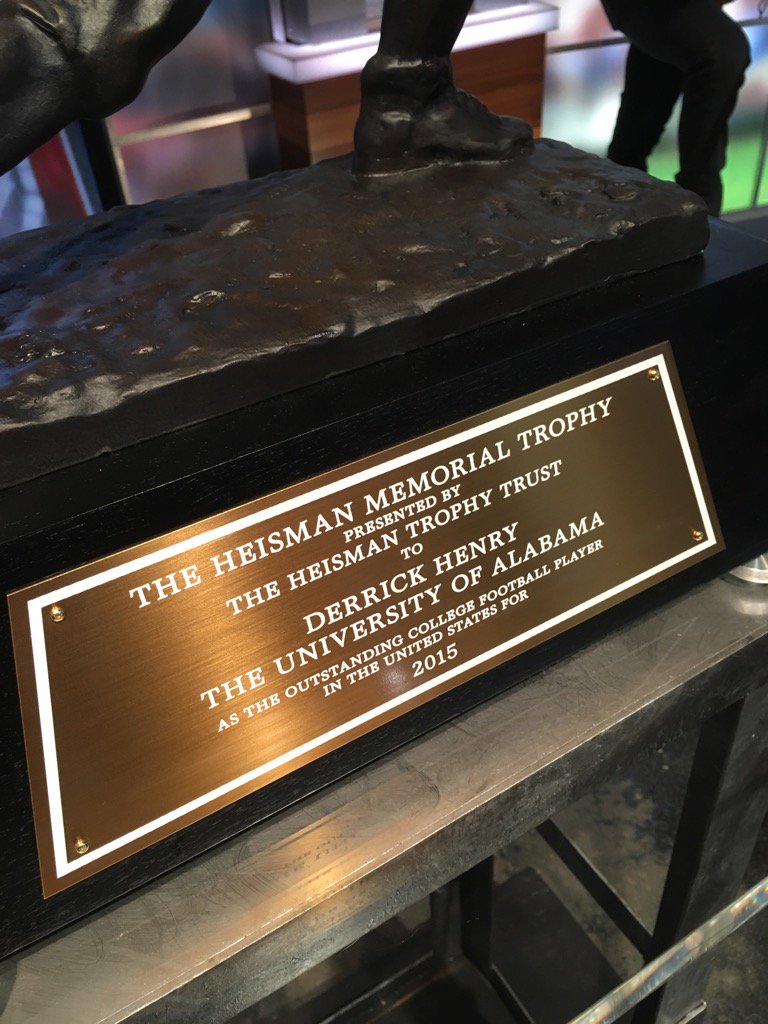 THE HEISMAN MEMORIAL TROPHY
PRESENTED BY
THE HEISMAN TROPHY TRUST
TO
DERRICK HENRY
THE UNIVERSITY OF ALABAMA
AS THE OUTSTANDING COLLEGE FOOTBALL PLAYER
IN THE UNITED STATES FOR
2015